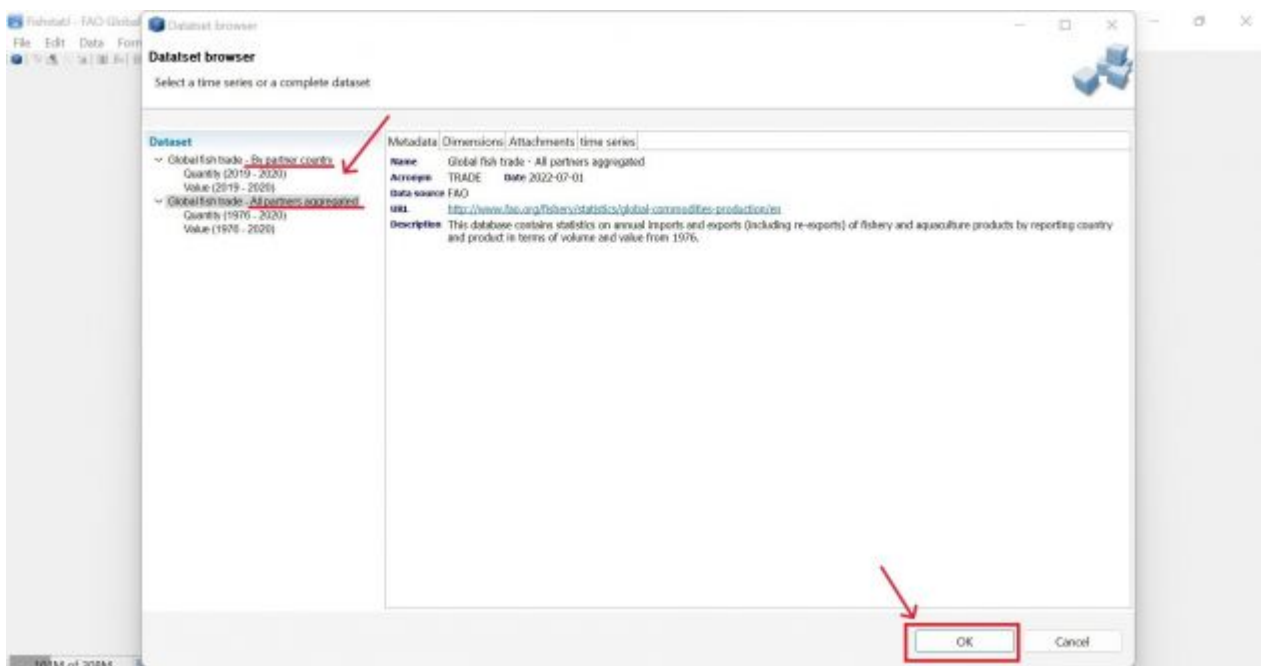 FishstatJ - FAO Global
Dataset browser
File Edit Data Form
Datatset browser
Select a time series or a complete dataset
Dataset
Global fish trade - By partner country
Quantity (2019 - 2020)
Value (2019 - 2020)
Global fish trade - All partners aggregated
Quantity (1976 - 2020)
Value (1976 - 2020)
Metadata Dimensions Attachments time series
Name Global fish trade - All partners aggregated
Acronym TRADE Date 2022-07-01
Data source FAO
URL http://www.fao.org/fishery/statistics/global-commodities-production/en
Description This database contains statistics on annual imports and exports (including re-exports) of fishery and aquaculture products by reporting country
and product in terms of volume and value from 1976.
OK Cancel